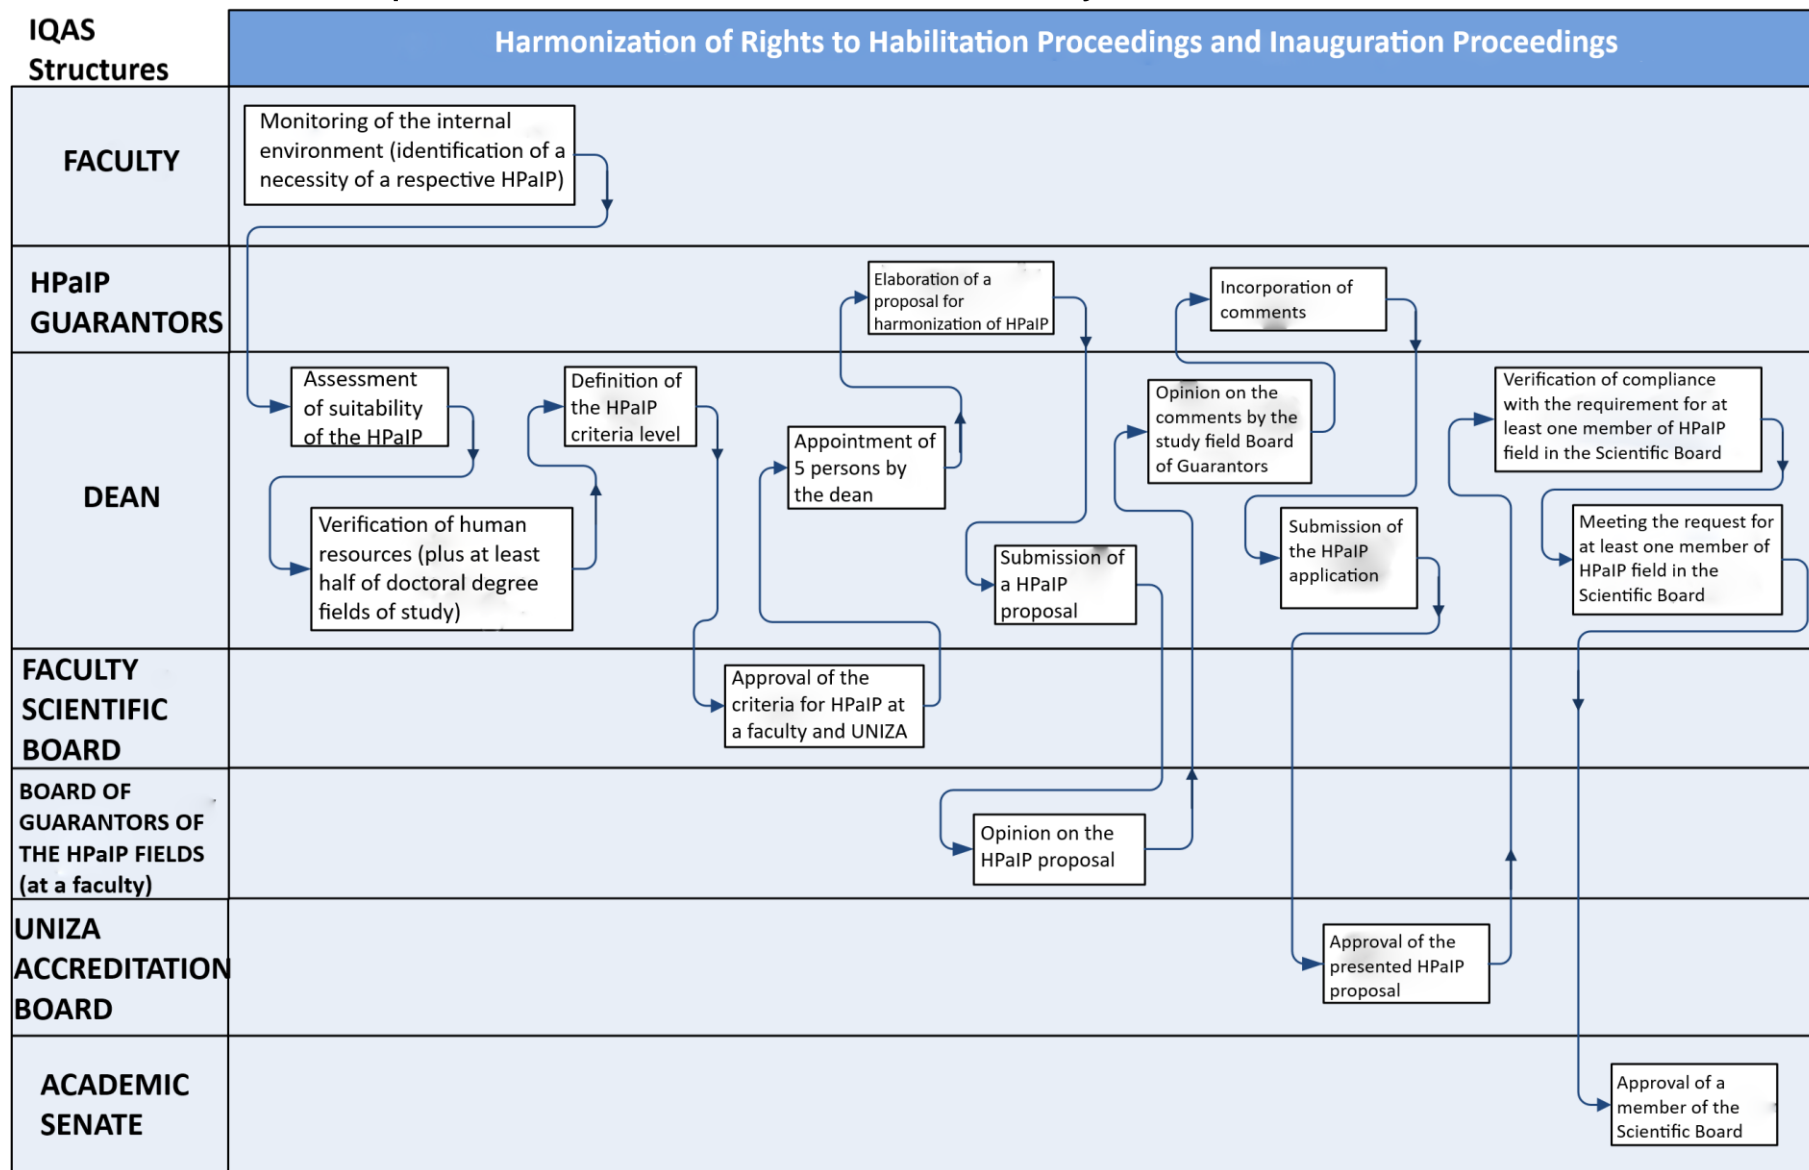 IQAS
Structures
Harmonization of Rights to Habilitation Proceedings and Inauguration Proceedings
FACULTY
Monitoring of the internal
environment (identification of a
necessity of a respective HPaIP)
HPaIP
GUARANTORS
Elaboration of a
proposal for
harmonization of HPaIP
Incorporation of
comments
DEAN
Assessment
of suitability
of the HPaIP
Verification of human
resources (plus at least
half of doctoral degree
fields of study)
Definition of
the HPaIP
criteria level
Appointment of
5 persons by
the dean
Submission of
a HPaIP
proposal
Opinion on the
comments by the
study field Board
of Guarantors
Submission of
the HPaIP
application
Verification of compliance
with the requirement for at
least one member of HPaIP
field in the Scientific Board
Meeting the request for
at least one member of
HPaIP field in the
Scientific Board
FACULTY
SCIENTIFIC
BOARD
Approval of the
criteria for HPaIP at
a faculty and UNIZA
BOARD OF
GUARANTORS OF
THE HPaIP FIELDS
(at a faculty)
Opinion on the
HPaIP proposal
UNIZA
ACCREDITATION
BOARD
Approval of the
presented HPaIP
proposal
ACADEMIC
SENATE
Approval of a
member of the
Scientific Board